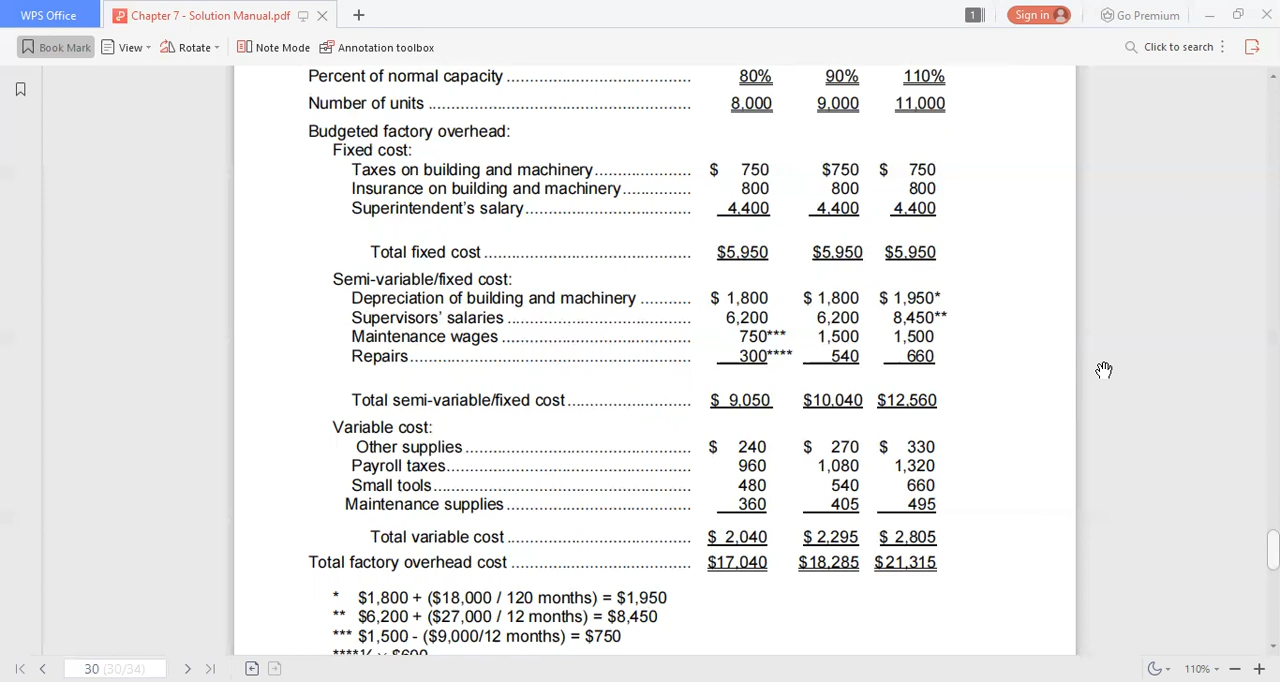 WPS Office Chapter 7 - Solution Manual.pdf 1 Sign in Go Premium
Book Mark View Rotate Note Mode Annotation toolbox Click to search
Percent of normal capacity ........................................ 80% 90% 110%
Number of units ......................................................... 8,000 9,000 11,000
Budgeted factory overhead:
Fixed cost:
Taxes on building and machinery..................... $ 750 $750 $ 750
Insurance on building and machinery............... 800 800 800
Superintendent's salary.................................... 4,400 4,400 4,400
Total fixed cost ............................................. $5,950 $5,950 $5,950
Semi-variable/fixed cost:
Depreciation of building and machinery ........... $ 1,800 $ 1,800 $ 1,950*
Supervisors' salaries ........................................ 6,200 6,200 8,450**
Maintenance wages .......................................... 750*** 1,500 1,500
Repairs............................................................. 300**** 540 660
Total semi-variable/fixed cost........................... $ 9,050 $10,040 $12,560
Variable cost:
Other supplies................................................. $ 240 $ 270 $ 330
Payroll taxes..................................................... 960 1,080 1,320
Small tools........................................................ 480 540 660
Maintenance supplies........................................ 360 405 495
Total variable cost ........................................ $ 2,040 $ 2,295 $ 2,805
Total factory overhead cost ....................................... $17,040 $18,285 $21,315
* $1,800 + ($18,000 / 120 months) = $1,950
** $6,200 + ($27,000 / 12 months) = $8,450
*** $1,500 - ($9,000/12 months) = $750
****½ × $600
30 (30/34) 110%